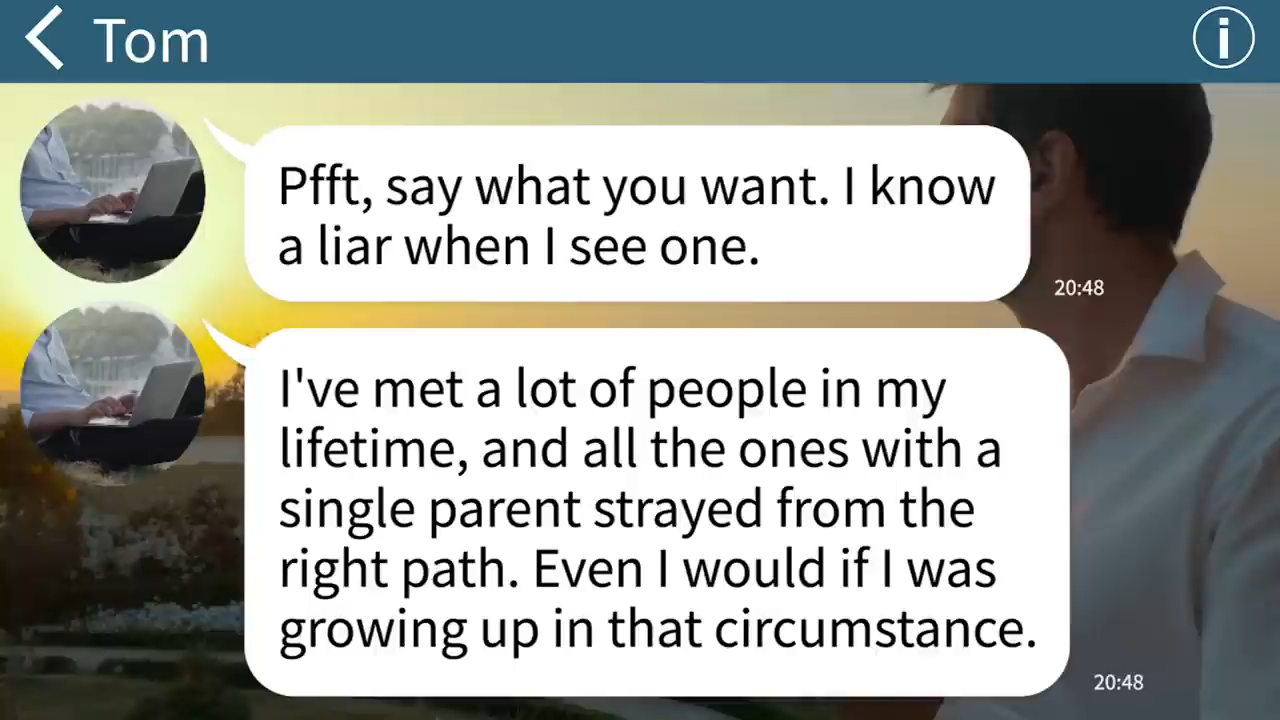 Tom
Pfft, say what you want. I know
a liar when I see one.
20:48
I've met a lot of people in my
lifetime, and all the ones with a
single parent strayed from the
right path. Even I would if I was
growing up in that circumstance.
20:48